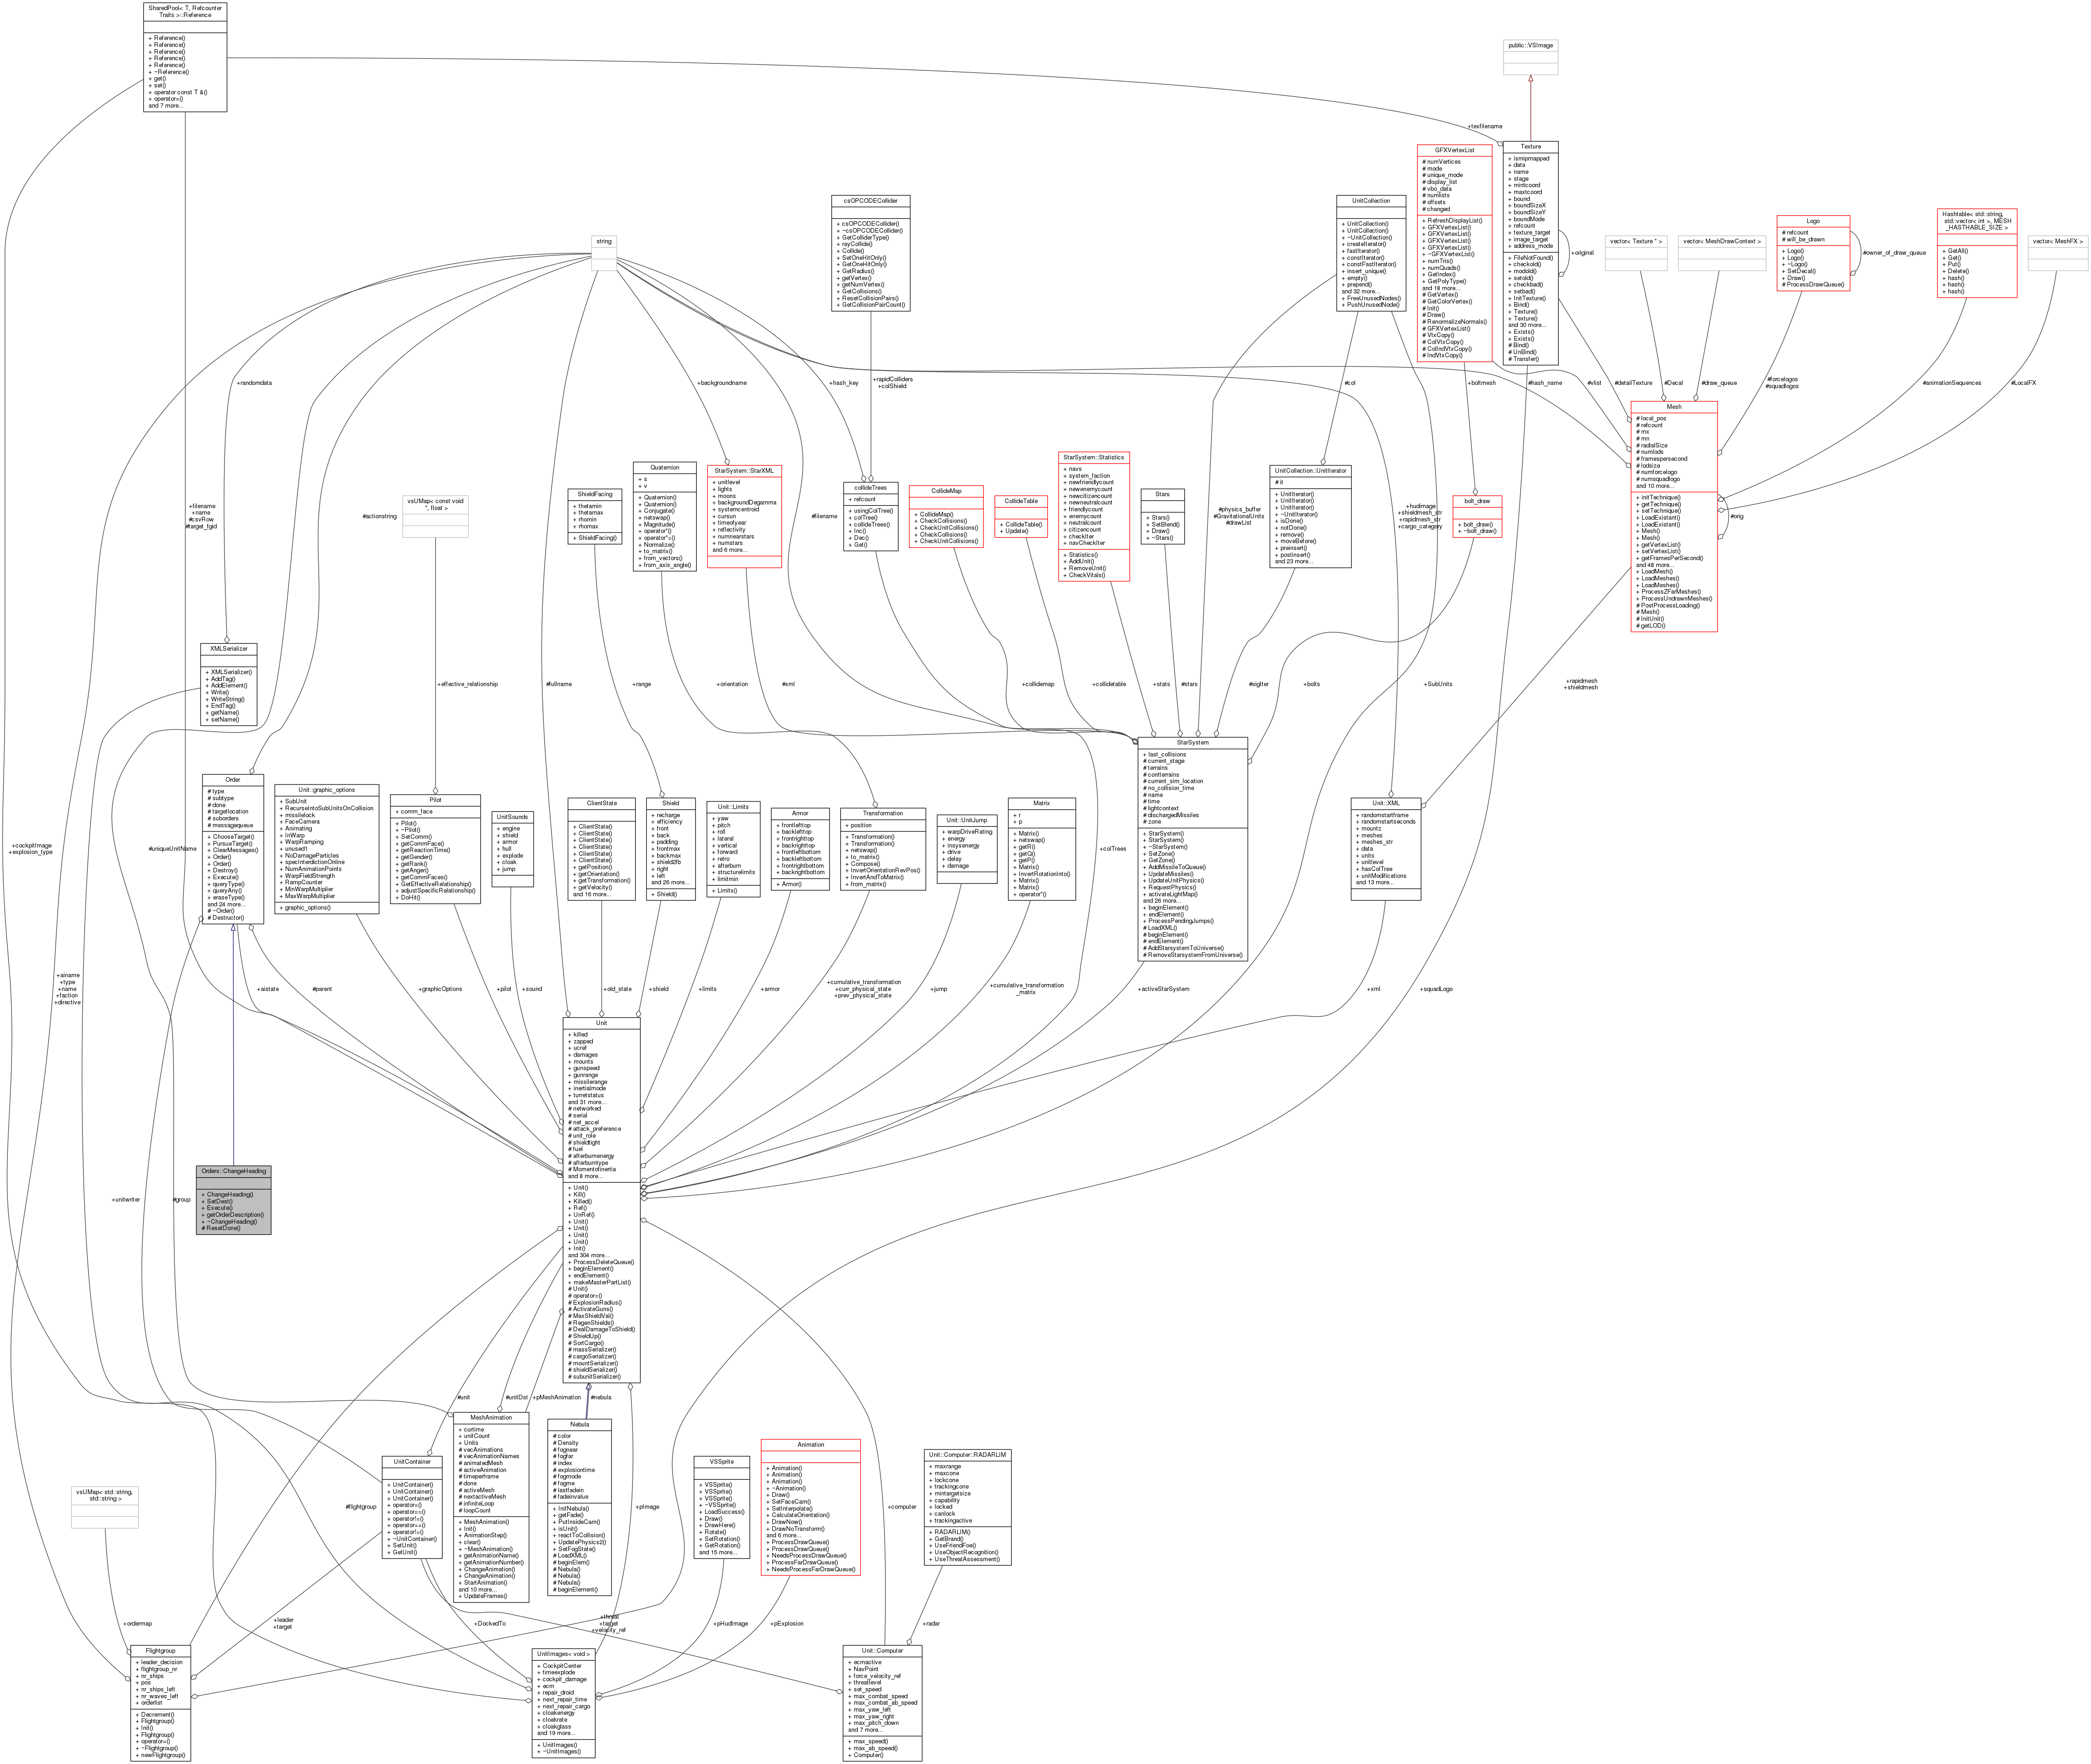 SharedPool< T, Refcounter
Traits >::Reference
+ Reference()
+ Reference()
+ Reference()
+ Reference()
+ Reference()
+ ~Reference()
+ get()
+ set()
+ operator const T &()
+ operator=()
and 7 more...
public::VSImage
+texfilename
Texture
+ ismipmapped
+ data
+ name
+ stage
+ mintcoord
+ maxtcoord
+ bound
+ boundSizeX
+ boundSizeY
+ boundMode
+ refcount
+ texture_target
+ image_target
+ address_mode
+ FileNotFound()
+ checkold()
+ modold()
+ setold()
+ checkbad()
+ setbad()
+ InitTexture()
+ Bind()
+ Texture()
+ Texture()
and 30 more...
+ Exists()
+ Exists()
# Bind()
# UnBind()
# Transfer()
+original
GFXVertexList
# numVertices
# mode
# unique_mode
# display_list
# vbo_data
# numlists
# offsets
# changed
+ RefreshDisplayList()
+ GFXVertexList()
+ GFXVertexList()
+ GFXVertexList()
+ GFXVertexList()
+ ~GFXVertexList()
+ numTris()
+ numQuads()
+ GetIndex()
+ GetPolyType()
and 18 more...
# GetVertex()
# GetColorVertex()
# Init()
# Draw()
# RenormalizeNormals()
# GFXVertexList()
# VtxCopy()
# ColVtxCopy()
# ColIndVtxCopy()
# IndVtxCopy()
UnitCollection
+ UnitCollection()
+ UnitCollection()
+ ~UnitCollection()
+ createIterator()
+ fastIterator()
+ constIterator()
+ constFastIterator()
+ insert_unique()
+ empty()
+ prepend()
and 32 more...
+ FreeUnusedNodes()
+ PushUnusedNode()
csOPCODECollider
+ csOPCODECollider()
+ ~csOPCODECollider()
+ GetColliderType()
+ rayCollide()
+ Collide()
+ SetOneHitOnly()
+ GetOneHitOnly()
+ GetRadius()
+ getVertex()
+ getNumVertex()
+ GetCollisions()
+ ResetCollisionPairs()
+ GetCollisionPairCount()
string
vector< Texture * >
vector< MeshDrawContext >
Logo
# refcount
# will_be_drawn
+ Logo()
+ Logo()
+ ~Logo()
+ SetDecal()
+ Draw()
# ProcessDrawQueue()
#owner_of_draw_queue
Hashtable< std::string,
std::vector< int >, MESH
_HASTHABLE_SIZE >
+ GetAll()
+ Get()
+ Put()
+ Delete()
+ hash()
+ hash()
+ hash()
vector< MeshFX >
+randomdata
+backgroundname
+hash_key
+rapidColliders
+colShield
#col
+boltmesh
#hash_name
#vlist
#detailTexture
#Decal
#draw_queue
#forcelogos
#squadlogos
#animationSequences
#LocalFX
Mesh
# local_pos
# refcount
# mx
# mn
# radialSize
# numlods
# framespersecond
# lodsize
# numforcelogo
# numsquadlogo
and 10 more...
+ initTechnique()
+ getTechnique()
+ setTechnique()
+ LoadExistant()
+ LoadExistant()
+ Mesh()
+ Mesh()
+ getVertexList()
+ setVertexList()
+ getFramesPerSecond()
and 48 more...
+ LoadMesh()
+ LoadMeshes()
+ LoadMeshes()
+ ProcessZFarMeshes()
+ ProcessUndrawnMeshes()
# PostProcessLoading()
# Mesh()
# InitUnit()
# getLOD()
#orig
+filename
+name
#csvRow
#target_fgid
#actionstring
vsUMap< const void
*, float >
ShieldFacing
+ thetamin
+ thetamax
+ rhomin
+ rhomax
+ ShieldFacing()
Quaternion
+ s
+ v
+ Quaternion()
+ Quaternion()
+ Conjugate()
+ netswap()
+ Magnitude()
+ operator*()
+ operator*=()
+ Normalize()
+ to_matrix()
+ from_vectors()
+ from_axis_angle()
StarSystem::StarXML
+ unitlevel
+ lights
+ moons
+ backgroundDegamma
+ systemcentroid
+ cursun
+ timeofyear
+ reflectivity
+ numnearstars
+ numstars
and 6 more...
#filename
collideTrees
+ refcount
+ usingColTree()
+ colTree()
+ collideTrees()
+ Inc()
+ Dec()
+ Get()
CollideMap
+ CollideMap()
+ CheckCollisions()
+ CheckUnitCollisions()
+ CheckCollisions()
+ CheckUnitCollisions()
CollideTable
+ CollideTable()
+ Update()
StarSystem::Statistics
+ navs
+ system_faction
+ newfriendlycount
+ newenemycount
+ newcitizencount
+ newneutralcount
+ friendlycount
+ enemycount
+ neutralcount
+ citizencount
+ checkIter
+ navCheckIter
+ Statistics()
+ AddUnit()
+ RemoveUnit()
+ CheckVitals()
Stars
+ Stars()
+ SetBlend()
+ Draw()
+ ~Stars()
#physics_buffer
#GravitationalUnits
#drawList
UnitCollection::UnitIterator
# it
+ UnitIterator()
+ UnitIterator()
+ UnitIterator()
+ ~UnitIterator()
+ isDone()
+ notDone()
+ remove()
+ moveBefore()
+ preinsert()
+ postinsert()
and 23 more...
+hudImage
+shieldmesh_str
+rapidmesh_str
+cargo_category
bolt_draw
+ bolt_draw()
+ ~bolt_draw()
XMLSerializer
+ XMLSerializer()
+ AddTag()
+ AddElement()
+ Write()
+ WriteString()
+ EndTag()
+ getName()
+ setName()
+effective_relationship
#fullname
+range
+orientation
#xml
+collidemap
+collidetable
+stats
#stars
#sigIter
+bolts
+SubUnits
+rapidmesh
+shieldmesh
Order
# type
# subtype
# done
# targetlocation
# suborders
# messagequeue
+ ChooseTarget()
+ PursueTarget()
+ ClearMessages()
+ Order()
+ Order()
+ Destroy()
+ Execute()
+ queryType()
+ queryAny()
+ eraseType()
and 24 more...
# ~Order()
# Destructor()
Unit::graphic_options
+ SubUnit
+ RecurseIntoSubUnitsOnCollision
+ missilelock
+ FaceCamera
+ Animating
+ InWarp
+ WarpRamping
+ unused1
+ NoDamageParticles
+ specInterdictionOnline
+ NumAnimationPoints
+ WarpFieldStrength
+ RampCounter
+ MinWarpMultiplier
+ MaxWarpMultiplier
+ graphic_options()
Pilot
+ comm_face
+ Pilot()
+ ~Pilot()
+ SetComm()
+ getCommFace()
+ getReactionTime()
+ getGender()
+ getRank()
+ getAnger()
+ getCommFaces()
+ GetEffectiveRelationship()
+ adjustSpecificRelationship()
+ DoHit()
UnitSounds
+ engine
+ shield
+ armor
+ hull
+ explode
+ cloak
+ jump
ClientState
+ ClientState()
+ ClientState()
+ ClientState()
+ ClientState()
+ ClientState()
+ ClientState()
+ getPosition()
+ getOrientation()
+ getTransformation()
+ getVelocity()
and 16 more...
Shield
+ recharge
+ efficiency
+ front
+ back
+ padding
+ frontmax
+ backmax
+ shield2fb
+ right
+ left
and 26 more...
+ Shield()
Unit::Limits
+ yaw
+ pitch
+ roll
+ lateral
+ vertical
+ forward
+ retro
+ afterburn
+ structurelimits
+ limitmin
+ Limits()
Armor
+ frontlefttop
+ backlefttop
+ frontrighttop
+ backrighttop
+ frontleftbottom
+ backleftbottom
+ frontrightbottom
+ backrightbottom
+ Armor()
Transformation
+ position
+ Transformation()
+ Transformation()
+ netswap()
+ to_matrix()
+ Compose()
+ InvertOrientationRevPos()
+ InvertAndToMatrix()
+ from_matrix()
Unit::UnitJump
+ warpDriveRating
+ energy
+ insysenergy
+ drive
+ delay
+ damage
Matrix
+ r
+ p
+ Matrix()
+ netswap()
+ getR()
+ getQ()
+ getP()
+ Matrix()
+ InvertRotationInto()
+ Matrix()
+ Matrix()
+ operator*()
+colTrees
StarSystem
+ last_collisions
# current_stage
# terrains
# contterrains
# current_sim_location
# no_collision_time
# name
# time
# lightcontext
# dischargedMissiles
# zone
+ StarSystem()
+ StarSystem()
+ ~StarSystem()
+ SetZone()
+ GetZone()
+ AddMissileToQueue()
+ UpdateMissiles()
+ UpdateUnitPhysics()
+ RequestPhysics()
+ activateLightMap()
and 26 more...
+ beginElement()
+ endElement()
+ ProcessPendingJumps()
# LoadXML()
# beginElement()
# endElement()
# AddStarsystemToUniverse()
# RemoveStarsystemFromUniverse()
Unit::XML
+ randomstartframe
+ randomstartseconds
+ mountz
+ meshes
+ meshes_str
+ data
+ units
+ unitlevel
+ hasColTree
+ unitModifications
and 13 more...
+cockpitImage
+explosion_type
#uniqueUnitName
+airname
+type
+name
+faction
+directive
+aistate
#parent
+graphicOptions
+pilot
+sound
+old_state
+shield
+limits
+armor
+cumulative_transformation
+curr_physical_state
+prev_physical_state
+jump
+cumulative_transformation
_matrix
+activeStarSystem
+xml
+squadLogo
Unit
+ killed
+ zapped
+ ucref
+ damages
+ mounts
+ gunspeed
+ gunrange
+ missilerange
+ inertialmode
+ turretstatus
and 31 more...
# networked
# serial
# net_accel
# attack_preference
# unit_role
# shieldtight
# fuel
# afterburnenergy
# afterburntype
# MomentofInertia
and 8 more...
+ Unit()
+ Kill()
+ Killed()
+ Ref()
+ UnRef()
+ Unit()
+ Unit()
+ Unit()
+ Unit()
+ Init()
and 304 more...
+ ProcessDeleteQueue()
+ beginElement()
+ endElement()
+ makeMasterPartList()
# Unit()
# operator=()
# ExplosionRadius()
# ActivateGuns()
# MaxShieldVal()
# RegenShields()
# DealDamageToShield()
# ShieldUp()
# SortCargo()
# massSerializer()
# cargoSerializer()
# mountSerializer()
# shieldSerializer()
# subunitSerializer()
Orders::ChangeHeading
+ ChangeHeading()
+ SetDest()
+ Execute()
+ getOrderDescription()
+ ~ChangeHeading()
# ResetDone()
+unitwriter
#group
#unit
#unitDst
+pMeshAnimation
#nebula
MeshAnimation
+ curtime
+ unitCount
+ Units
# vecAnimations
# vecAnimationNames
# animatedMesh
# activeAnimation
# timeperframe
# done
# activeMesh
# nextactiveMesh
# infiniteLoop
# loopCount
+ MeshAnimation()
+ Init()
+ AnimationStep()
+ clear()
+ ~MeshAnimation()
+ getAnimationName()
+ getAnimationNumber()
+ ChangeAnimation()
+ ChangeAnimation()
+ StartAnimation()
and 10 more...
+ UpdateFrames()
Nebula
# color
# Density
# fognear
# fogfar
# index
# explosiontime
# fogmode
# fogme
# lastfadein
# fadeinvalue
+ InitNebula()
+ getFade()
+ PutInsideCam()
+ isUnit()
+ reactToCollision()
+ UpdatePhysics2()
+ SetFogState()
# LoadXML()
# beginElem()
# Nebula()
# Nebula()
# Nebula()
# beginElement()
VSSprite
+ VSSprite()
+ VSSprite()
+ VSSprite()
+ ~VSSprite()
+ LoadSuccess()
+ Draw()
+ DrawHere()
+ Rotate()
+ SetRotation()
+ GetRotation()
and 15 more...
Animation
+ Animation()
+ Animation()
+ Animation()
+ ~Animation()
+ Draw()
+ SetFaceCam()
+ SetInterpolate()
+ CalculateOrientation()
+ DrawNow()
+ DrawNoTransform()
and 6 more...
+ ProcessDrawQueue()
+ ProcessDrawQueue()
+ NeedsProcessDrawQueue()
+ ProcessFarDrawQueue()
+ NeedsProcessFarDrawQueue()
Unit::Computer::RADARLIM
+ maxrange
+ maxcone
+ lockcone
+ trackingcone
+ mintargetsize
+ capability
+ locked
+ canlock
+ trackingactive
+ RADARLIM()
+ GetBrand()
+ UseFriendFoe()
+ UseObjectRecognition()
+ UseThreatAssessment()
UnitContainer
+ UnitContainer()
+ UnitContainer()
+ UnitContainer()
+ operator=()
+ operator==()
+ operator!=()
+ operator==()
+ operator!=()
+ ~UnitContainer()
+ SetUnit()
+ GetUnit()
vsUMap< std::string,
std::string >
#flightgroup
+pImage
+computer
+ordermap
+leader
+target
+DockedTo
+threat
+target
+velocity_ref
+pHudImage
+pExplosion
+radar
Flightgroup
+ leader_decision
+ flightgroup_nr
+ nr_ships
+ pos
+ nr_ships_left
+ nr_waves_left
+ orderlist
+ Decrement()
+ Flightgroup()
+ Init()
+ Flightgroup()
+ operator=()
+ ~Flightgroup()
+ newFlightgroup()
UnitImages< void >
+ CockpitCenter
+ timeexplode
+ cockpit_damage
+ ecm
+ repair_droid
+ next_repair_time
+ next_repair_cargo
+ cloakenergy
+ cloakrate
+ cloakglass
and 19 more...
+ UnitImages()
+ ~UnitImages()
Unit::Computer
+ ecmactive
+ NavPoint
+ force_velocity_ref
+ threatlevel
+ set_speed
+ max_combat_speed
+ max_combat_ab_speed
+ max_yaw_left
+ max_yaw_right
+ max_pitch_down
and 7 more...
+ max_speed()
+ max_ab_speed()
+ Computer()